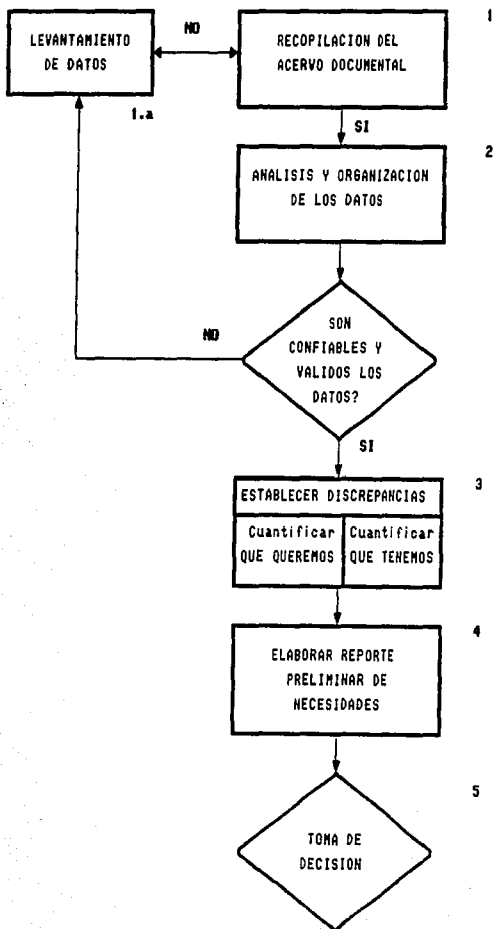 LEVANTAMIENTO
DE DATOS
NO
RECOPILACION DEL
ACERVO DOCUMENTAL
1
1.a
SI
2
ANALISIS Y ORGANIZACION
DE LOS DATOS
SON
CONFIABLES Y
VALIDOS LOS
DATOS?
NO
SI
3
ESTABLECER DISCREPANCIAS
Cuantificar
QUE QUEREMOS
Cuantificar
QUE TENEMOS
4
ELABORAR REPORTE
PRELIMINAR DE
NECESIDADES
5
TOMA DE
DECISION